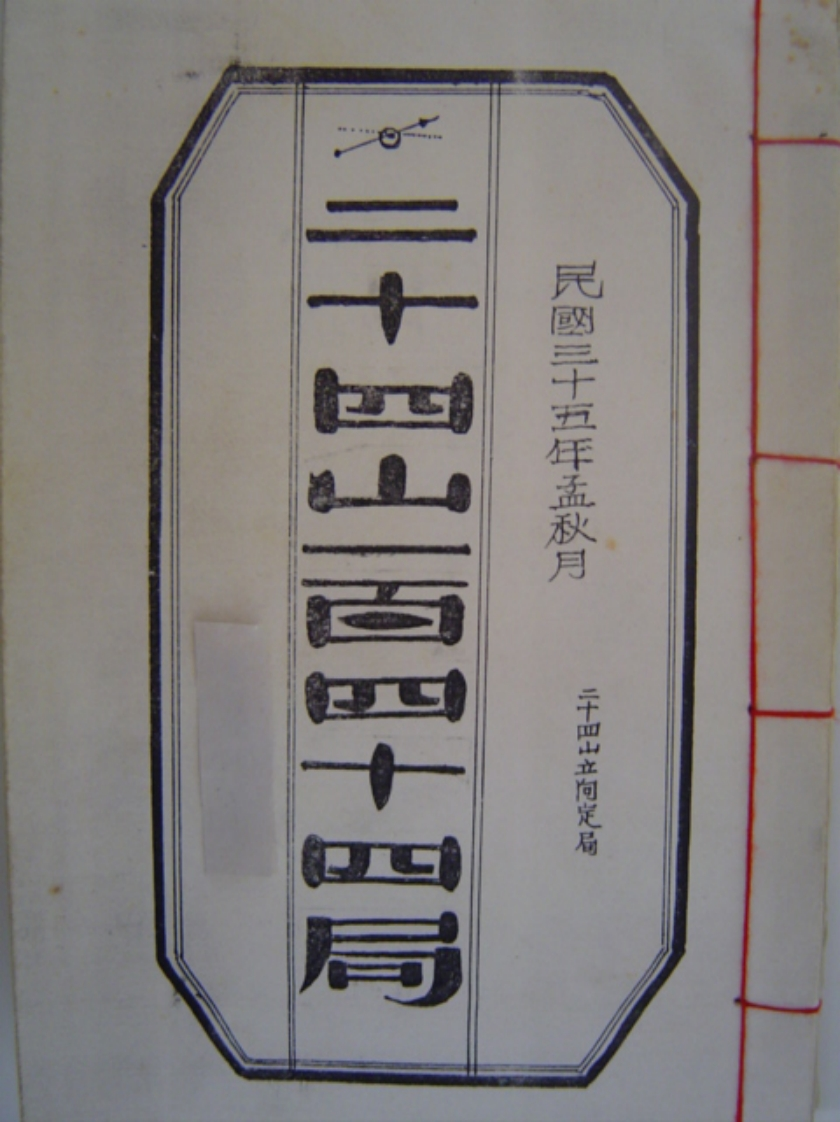 民國三十五年孟秋月
二十四山立向定局
二十四山一百四十四局